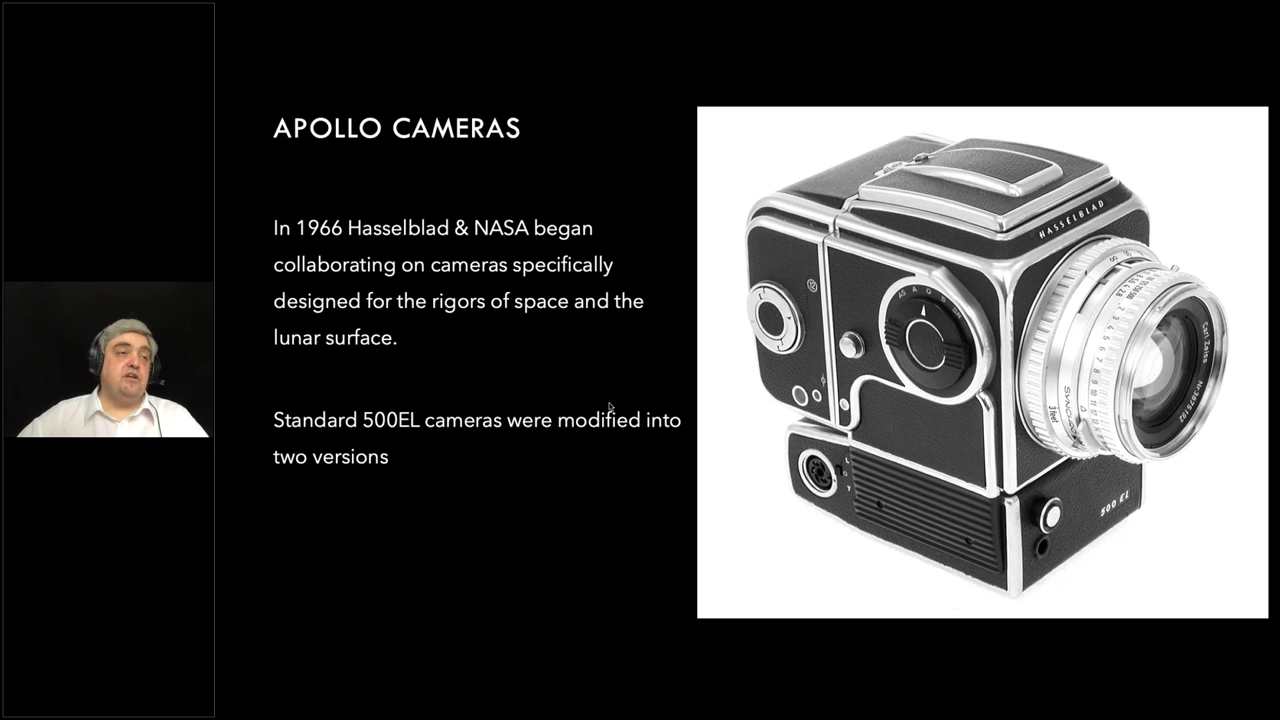 APOLLO CAMERAS
In 1966 Hasselblad & NASA began
collaborating on cameras specifically
designed for the rigors of space and the
lunar surface.
Standard 500EL cameras were modified into
two versions
HASSELBLAD
Carl Zeiss
500 EL